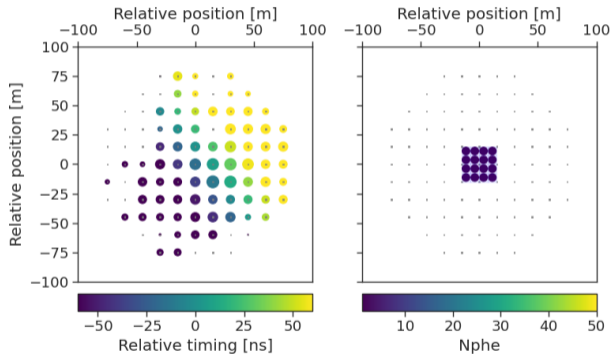 Relative position [m] Relative position [m]
−100 −50 0 50 100 −100 −50 0 50 100
100
75
50
25
0
−25
−50
−75
−100
Relative position [m]
−50 −25 0 25 50 10 20 30 40 50
Relative timing [ns] Nphe